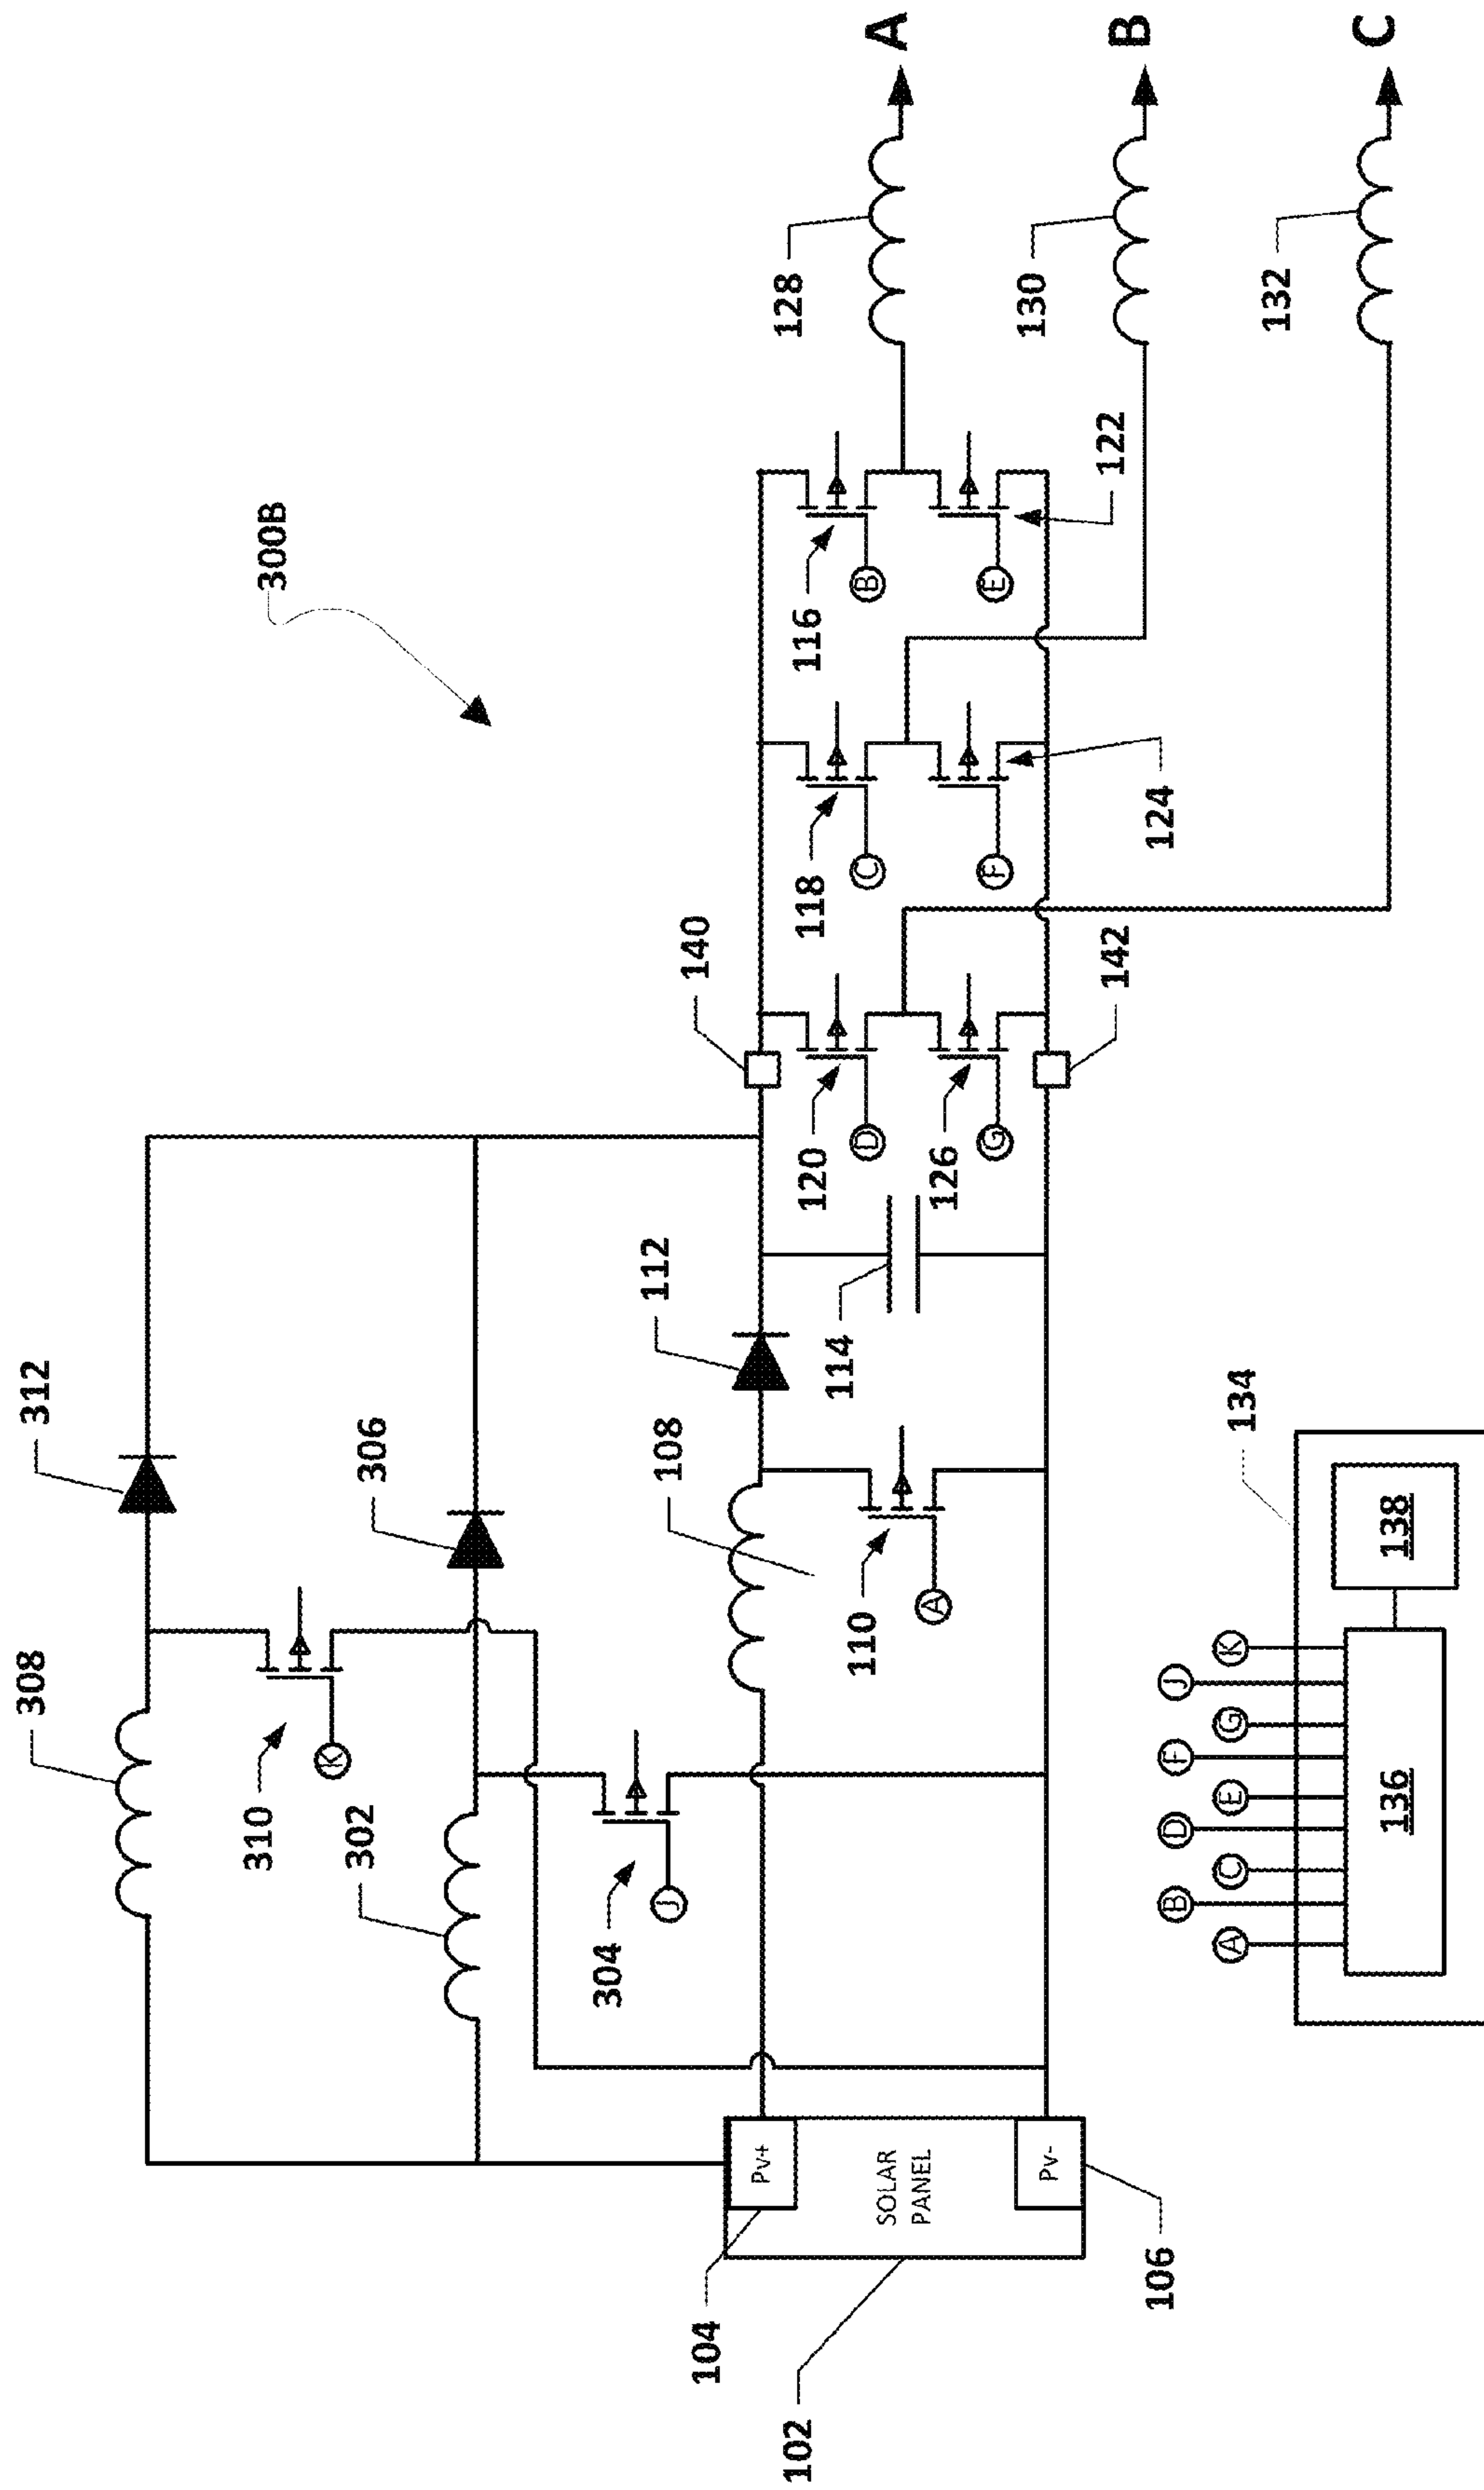 300B
312
308
306
310
302
304
108
112
140
114
110
120
126
118
116
124
122
142
128
130
132
A
B
C
K
J
A
D
G
C
F
B
E
Pv+
SOLAR
PANEL
Pv-
104
102
106
134
A
B
C
D
E
F
G
J
K
136
138